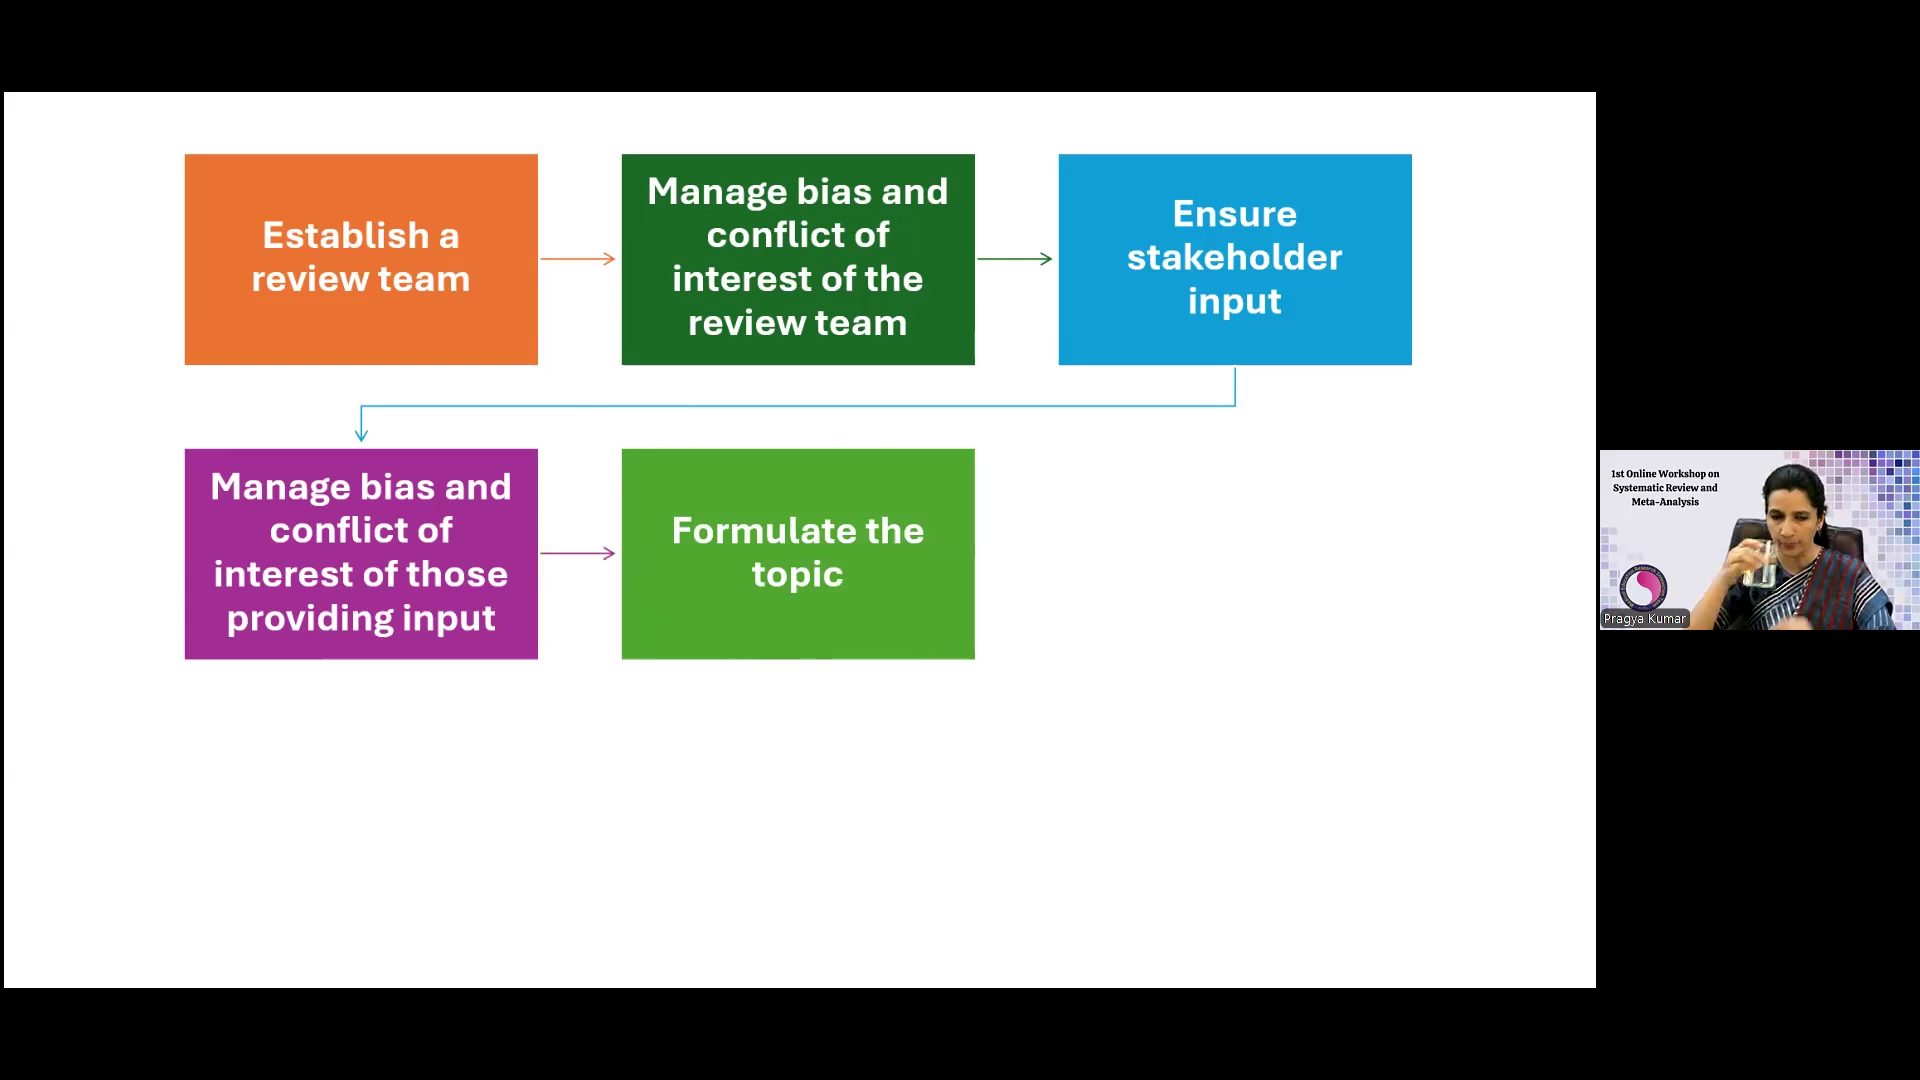 Establish a
review team
Manage bias and
conflict of
interest of the
review team
Ensure
stakeholder
input
Manage bias and
conflict of
interest of those
providing input
Formulate the
topic
1st Online Workshop on
Systematic Review and
Meta-Analysis
Pragya Kumar